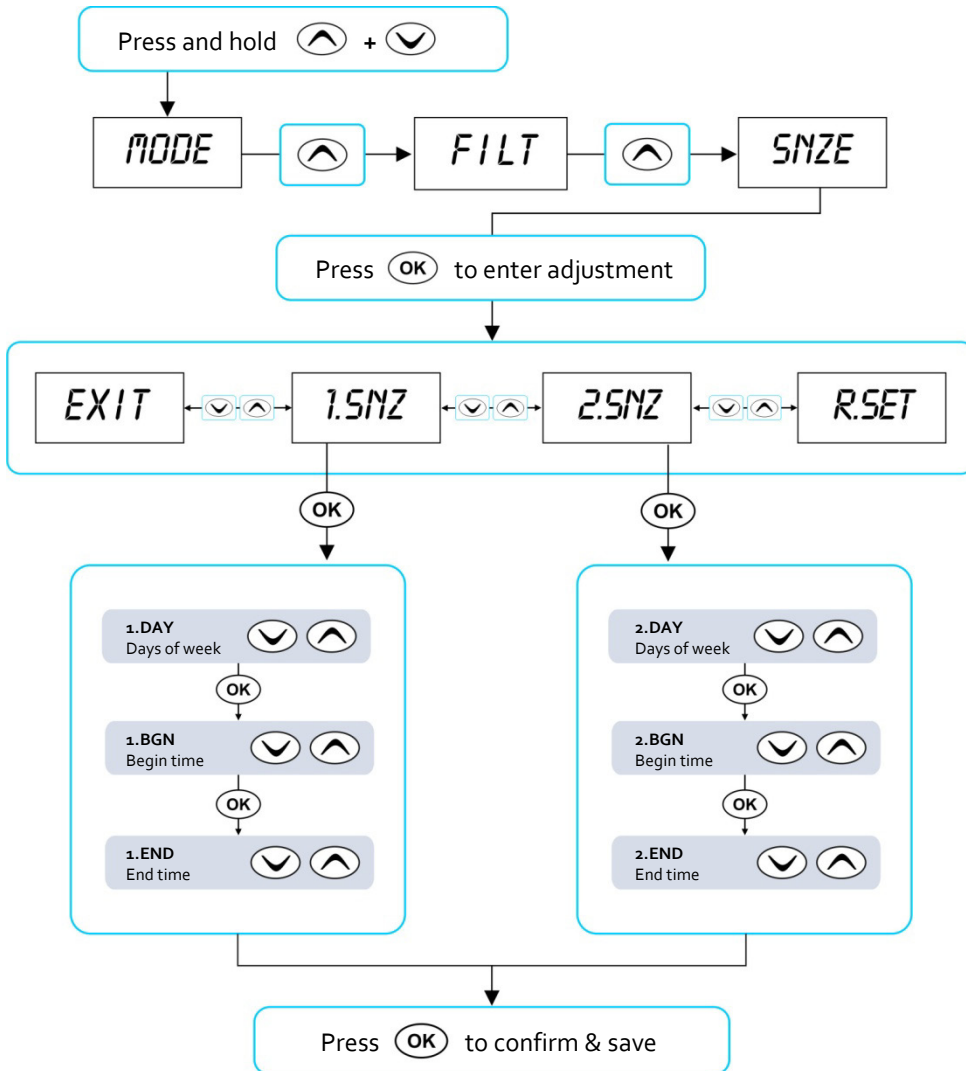 Press and hold +
MODE
FILT
SNZE
Press OK to enter adjustment
EXIT
1.SNZ
2.SNZ
R.SET
OK
OK
1.DAY
Days of week
OK
1.BGN
Begin time
OK
1.END
End time
2.DAY
Days of week
OK
2.BGN
Begin time
OK
2.END
End time
Press OK to confirm & save